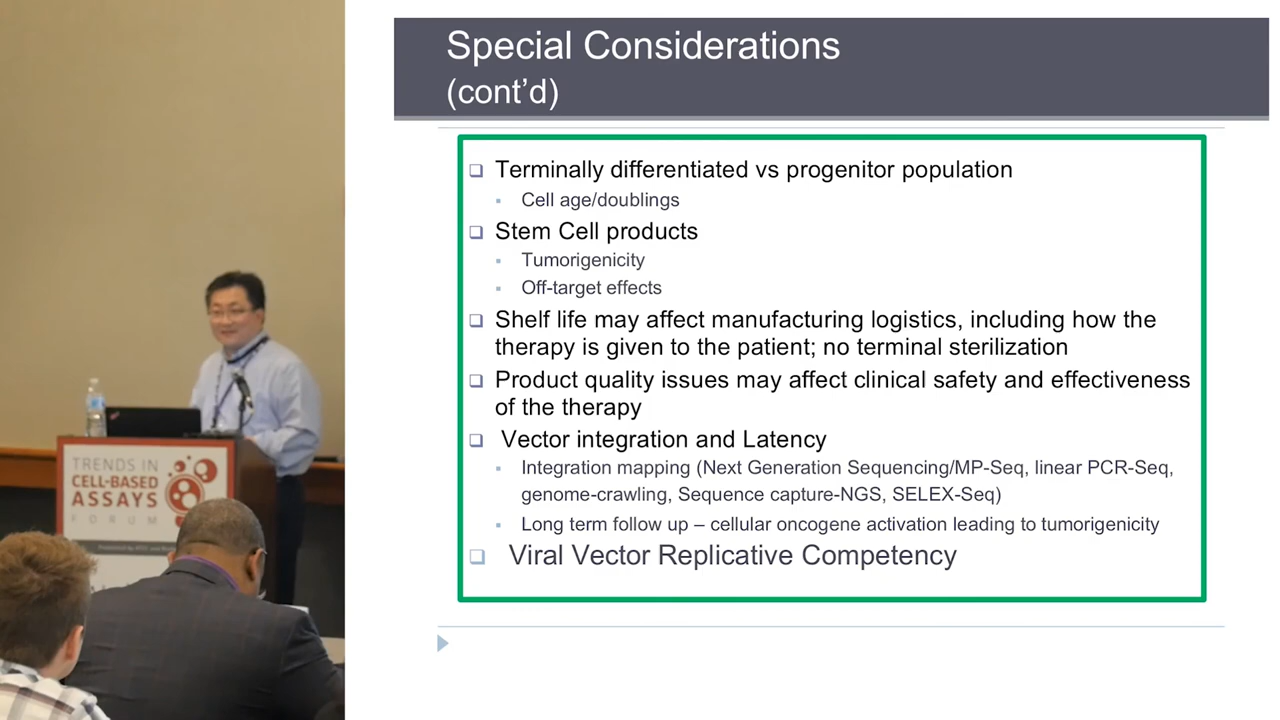 Special Considerations
(cont’d)
❑ Terminally differentiated vs progenitor population
▪ Cell age/doublings
❑ Stem Cell products
▪ Tumorigenicity
▪ Off-target effects
❑ Shelf life may affect manufacturing logistics, including how the
therapy is given to the patient; no terminal sterilization
❑ Product quality issues may affect clinical safety and effectiveness
of the therapy
❑ Vector integration and Latency
▪ Integration mapping (Next Generation Sequencing/MP-Seq, linear PCR-Seq,
genome-crawling, Sequence capture-NGS, SELEX-Seq)
▪ Long term follow up – cellular oncogene activation leading to tumorigenicity
❑ Viral Vector Replicative Competency
TRENDS IN
CELL-BASED
ASSAYS
FORUM